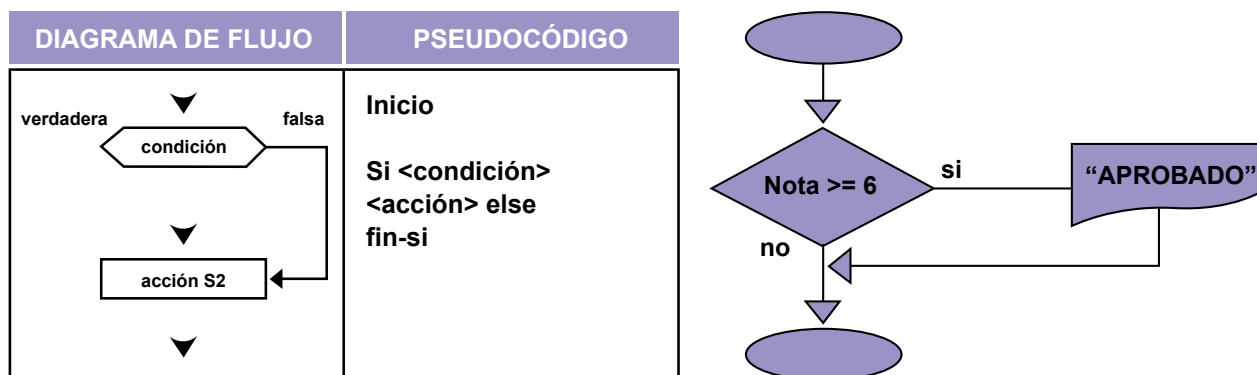 DIAGRAMA DE FLUJO
PSEUDOCÓDIGO
verdadera
falsa
condición
acción S2
Inicio
Si <condición>
<acción> else
fin-si
Nota >= 6
si
"APROBADO"
no